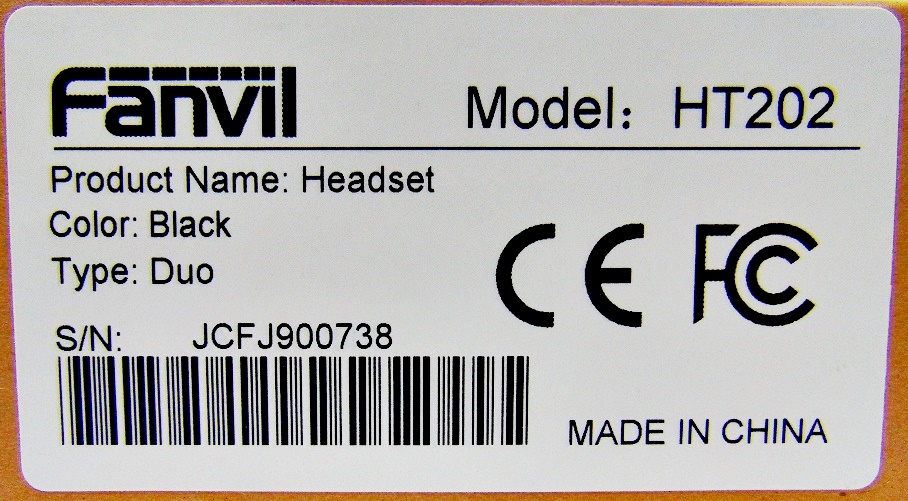 Fanvil
Model: HT202
Product Name: Headset
Color: Black
Type: Duo
CE FC
S/N: JCFJ900738
MADE IN CHINA